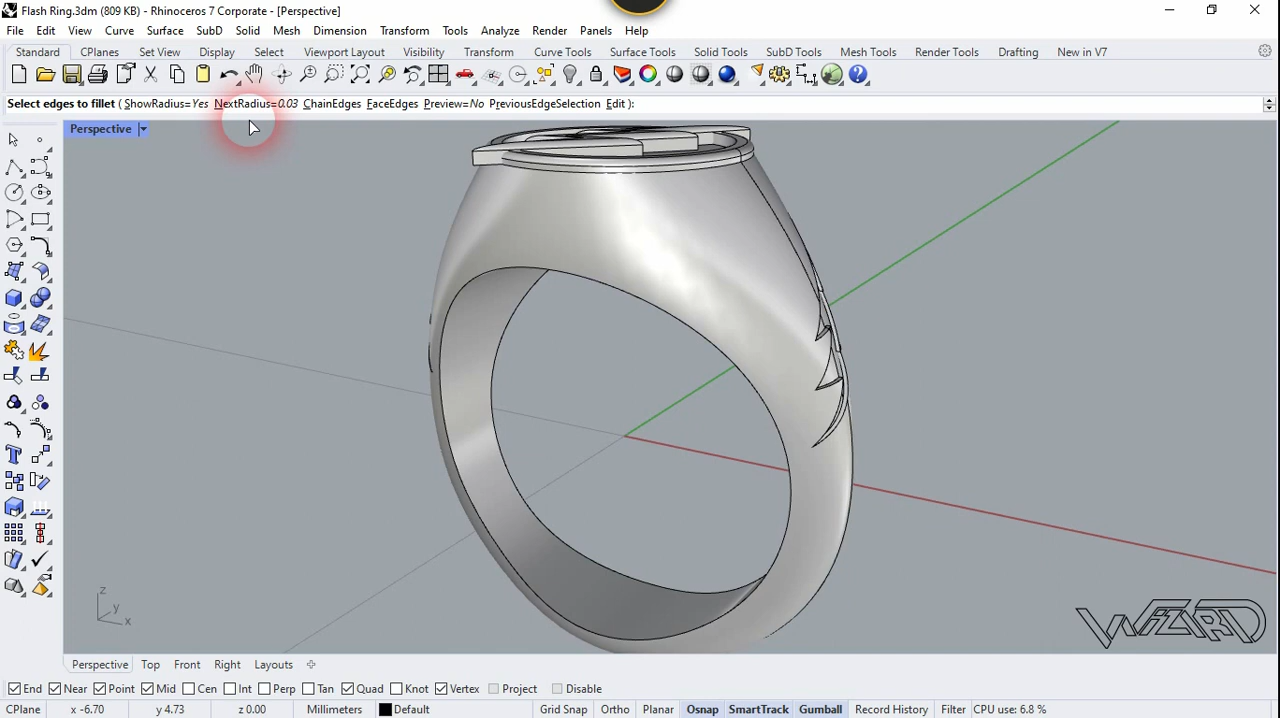 Flash Ring.3dm (809 KB) - Rhinoceros 7 Corporate - [Perspective]
File Edit View Curve Surface Solid SubD Mesh Dimension Transform Tools Analyze Render Panels Help
Standard CPlanes Set View Display Select Viewport Layout Visibility Transform Curve Tools Surface Tools Solid Tools SubD Tools Mesh Tools Render Tools Drafting New in V7
Select edges to fillet ( ShowRadius=Yes NextRadius=0.03 ChainEdges FaceEdges Preview=No PreviousEdgeSelection Edit ):
Perspective
z
y
x
WIZARD
Perspective Top Front Right Layouts
End Near Point Mid Cen Int Perp Tan Quad Knot Vertex Project Disable
CPlane x -6.70 y 4.73 z 0.00 Millimeters Default Grid Snap Ortho Planar Osnap SmartTrack Gumball Record History Filter CPU use: 6.8 %